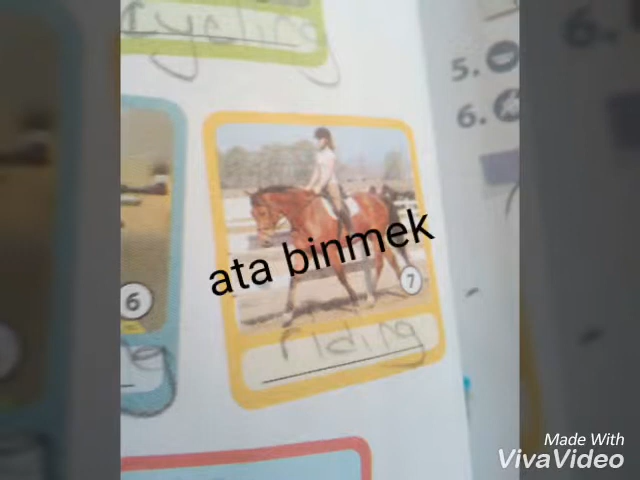 cycling
5.
6.
6
ata binmek
7
riding
Made With
VivaVideo